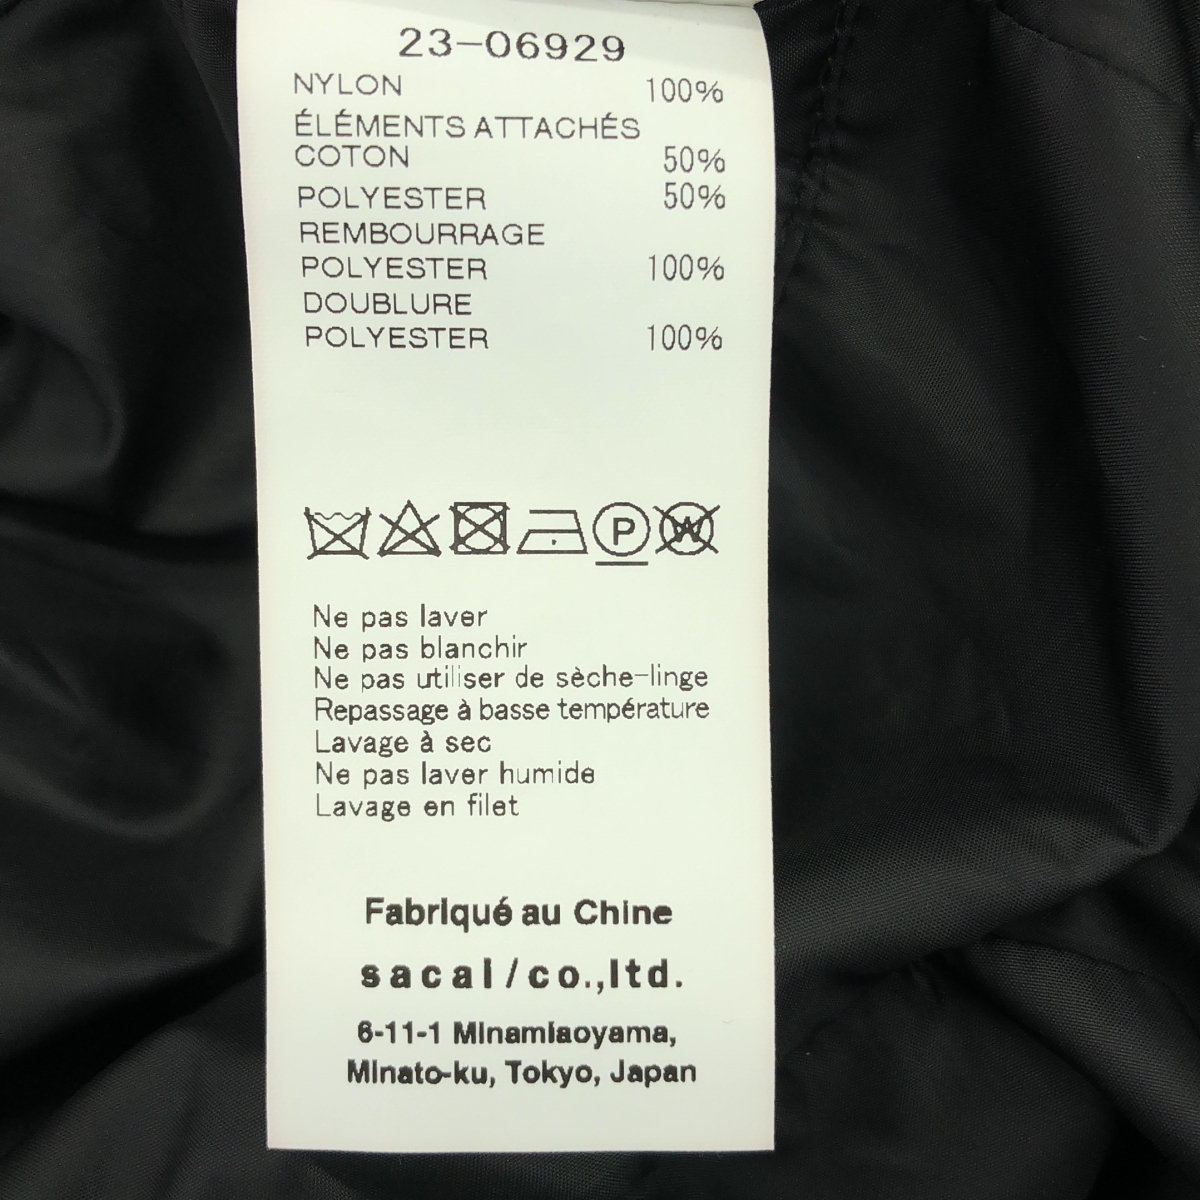 23-06929
NYLON 100%
ÉLÉMENTS ATTACHÉS
COTON 50%
POLYESTER 50%
REMBOURRAGE
POLYESTER 100%
DOUBLURE
POLYESTER 100%
P W
Ne pas laver
Ne pas blanchir
Ne pas utiliser de sèche-linge
Repassage à basse température
Lavage à sec
Ne pas laver humide
Lavage en filet
Fabriqué au Chine
sacai/co.,ltd.
6-11-1 Minamiaoyama,
Minato-ku, Tokyo, Japan